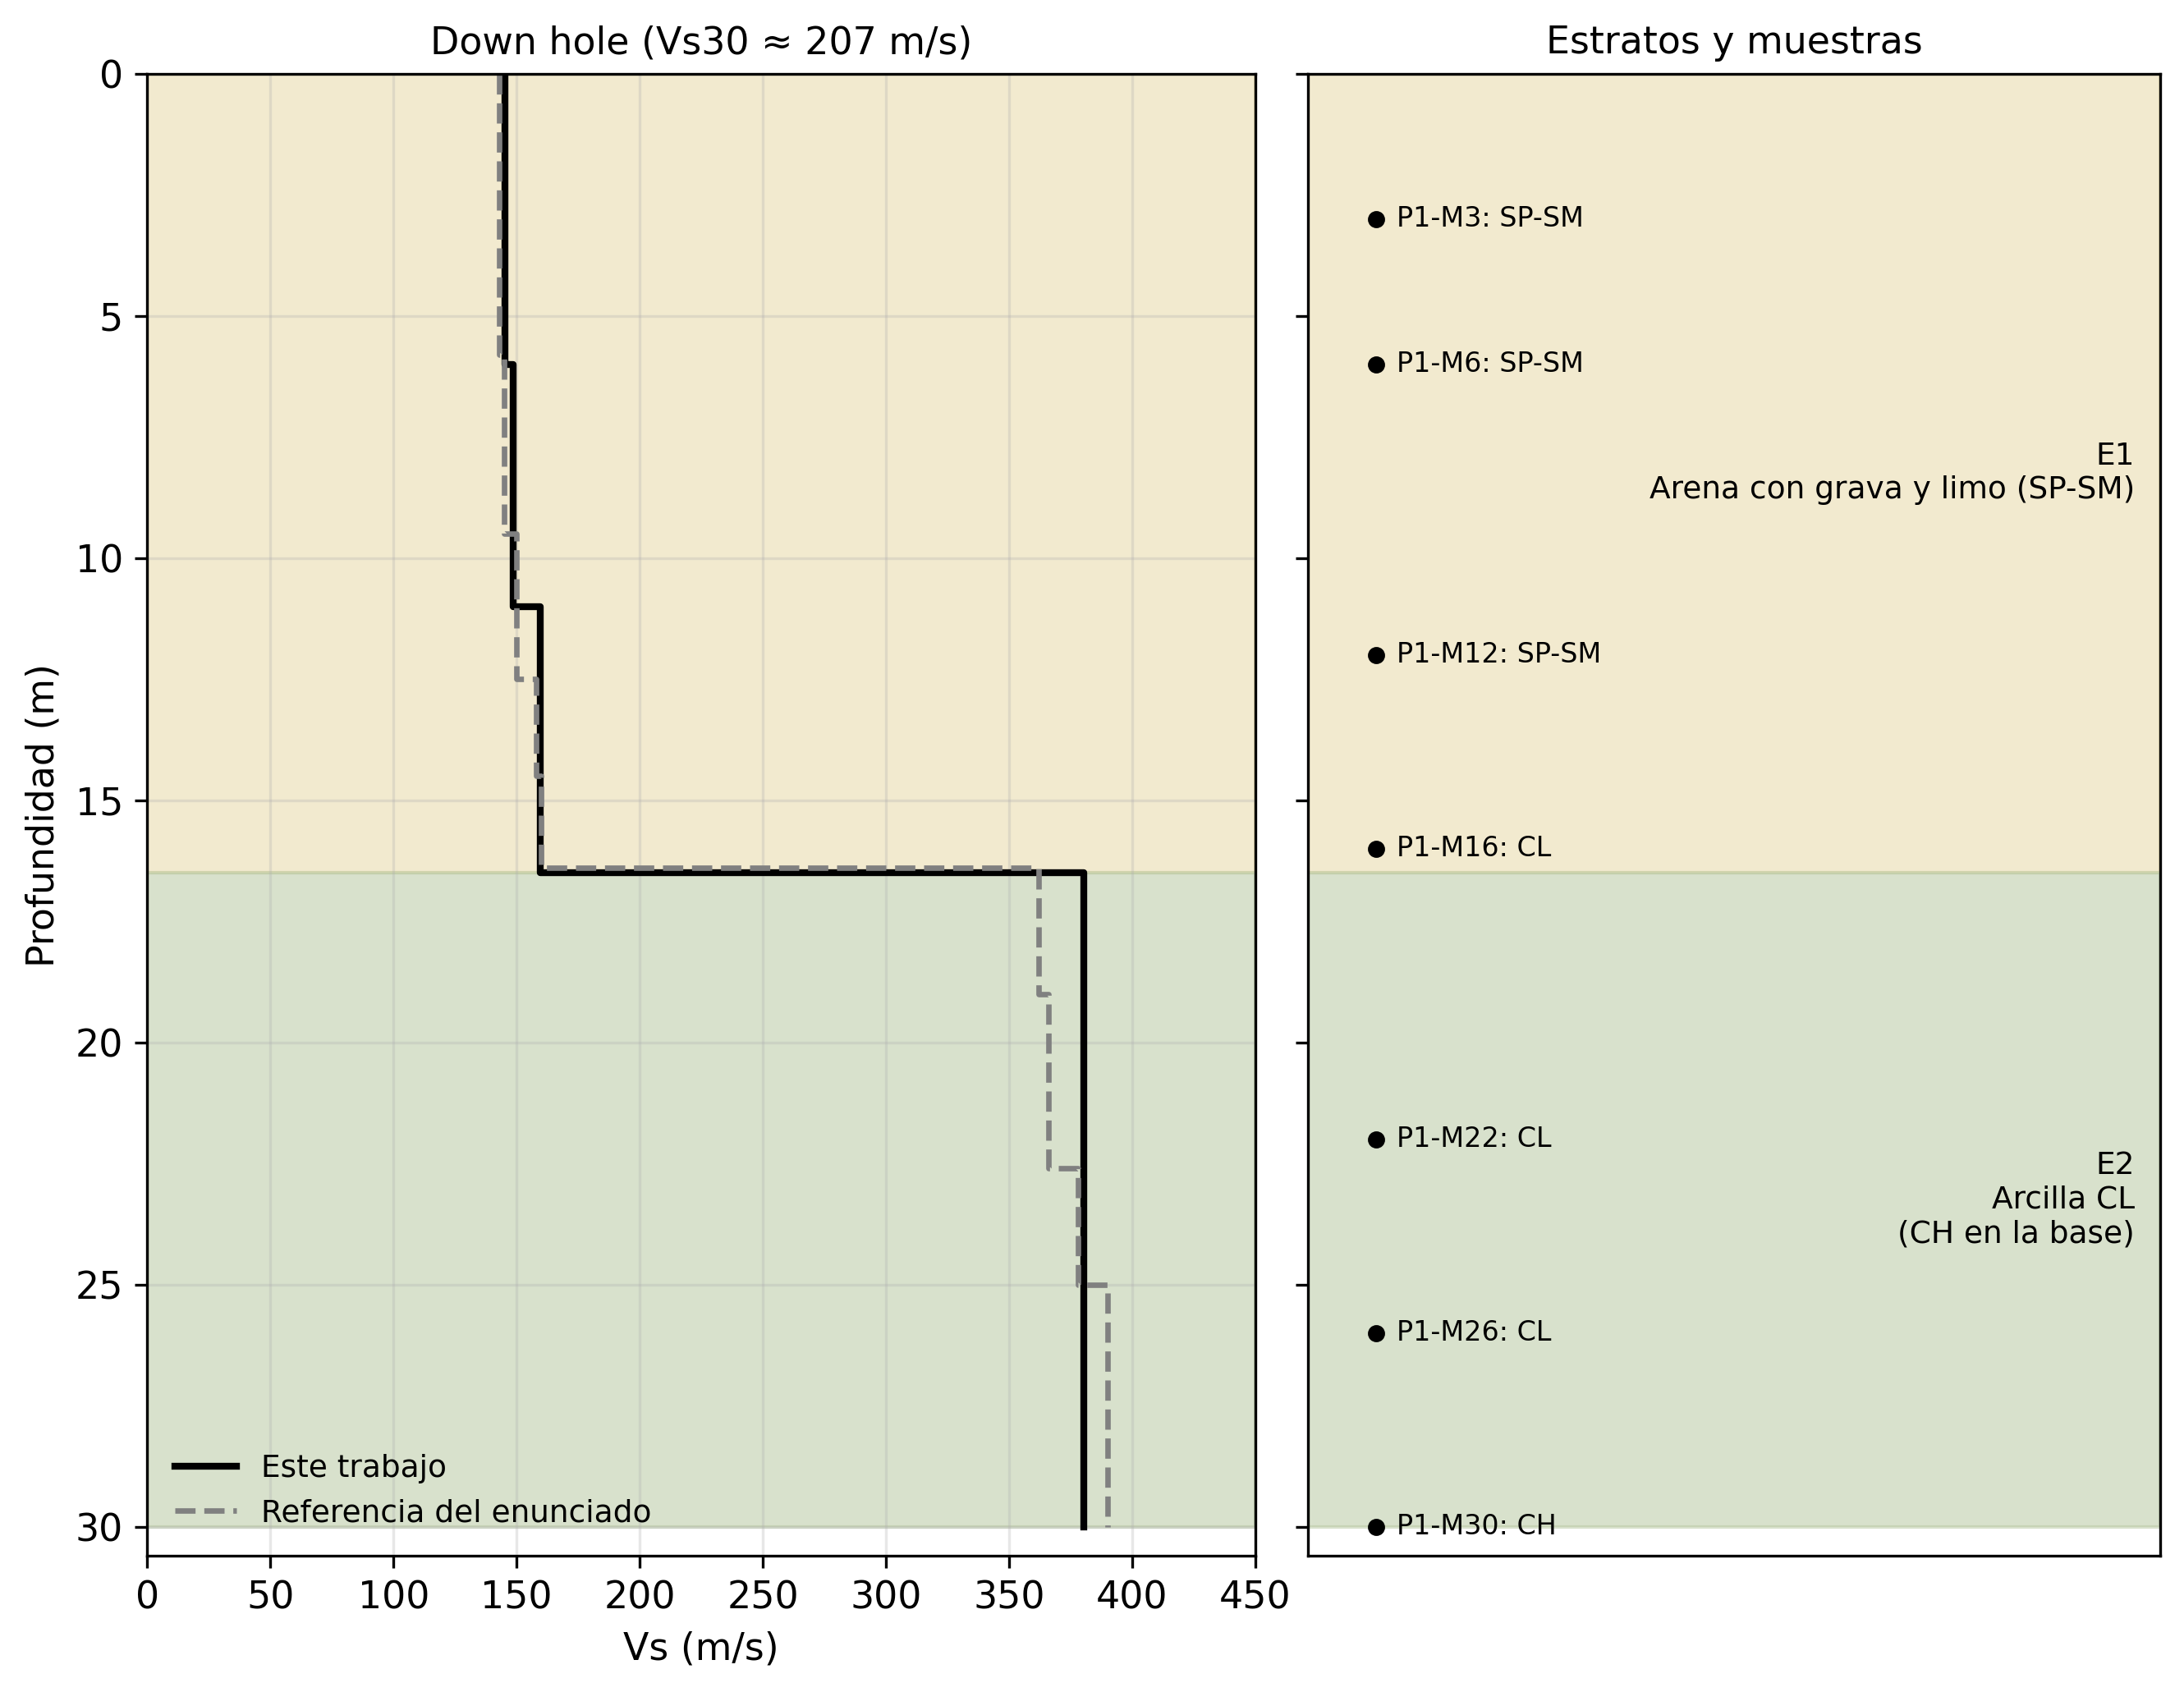 Down hole (Vs30 ≈ 207 m/s)
Profundidad (m)
0
5
10
15
20
25
30
Este trabajo
Referencia del enunciado
0 50 100 150 200 250 300 350 400 450
Vs (m/s)
Estratos y muestras
P1-M3: SP-SM
P1-M6: SP-SM
E1
Arena con grava y limo (SP-SM)
P1-M12: SP-SM
P1-M16: CL
P1-M22: CL
E2
Arcilla CL
(CH en la base)
P1-M26: CL
P1-M30: CH